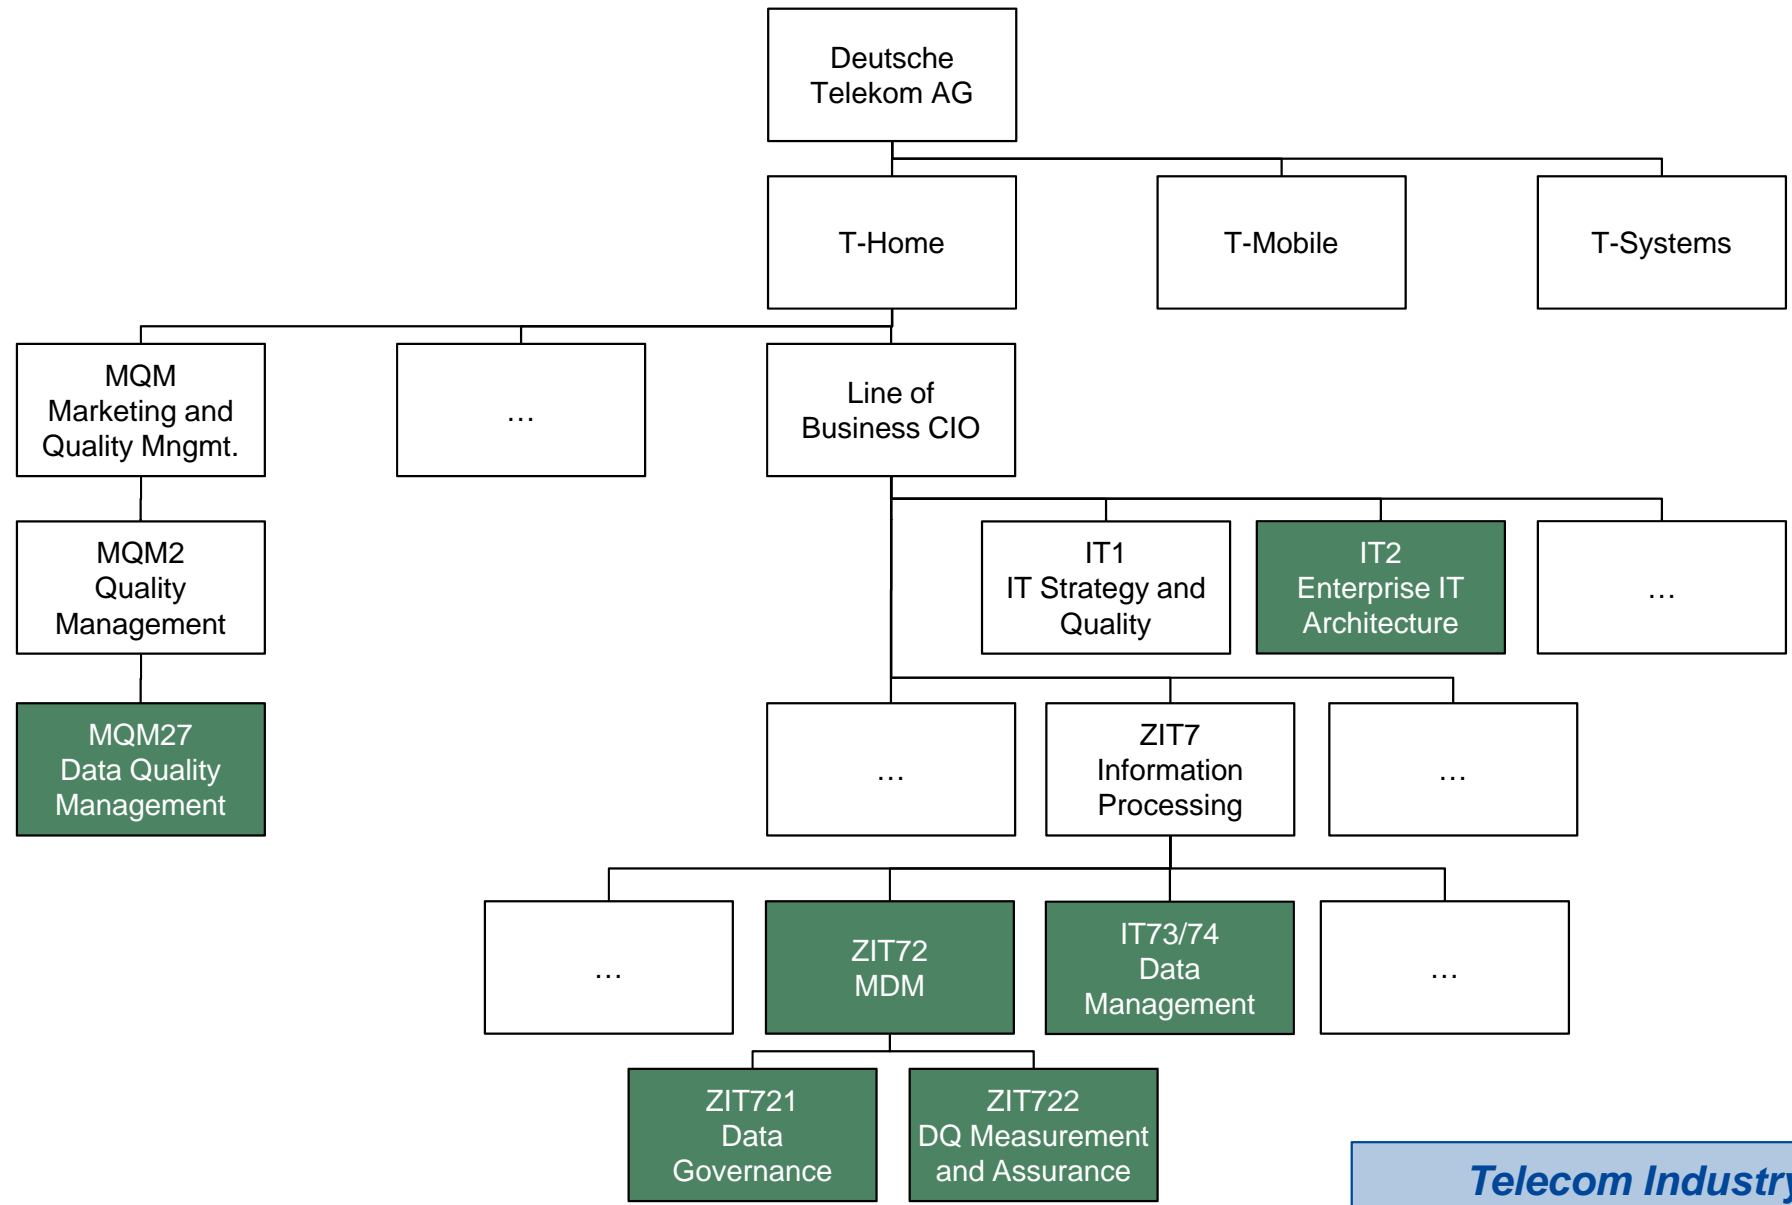 Deutsche
Telekom AG
T-Home
T-Mobile
T-Systems
MQM
Marketing and
Quality Mngmt.
…
Line of
Business CIO
MQM2
Quality
Management
IT1
IT Strategy and
Quality
IT2
Enterprise IT
Architecture
…
MQM27
Data Quality
Management
…
ZIT7
Information
Processing
…
…
ZIT72
MDM
IT73/74
Data
Management
…
ZIT721
Data
Governance
ZIT722
DQ Measurement
and Assurance
Telecom Industry